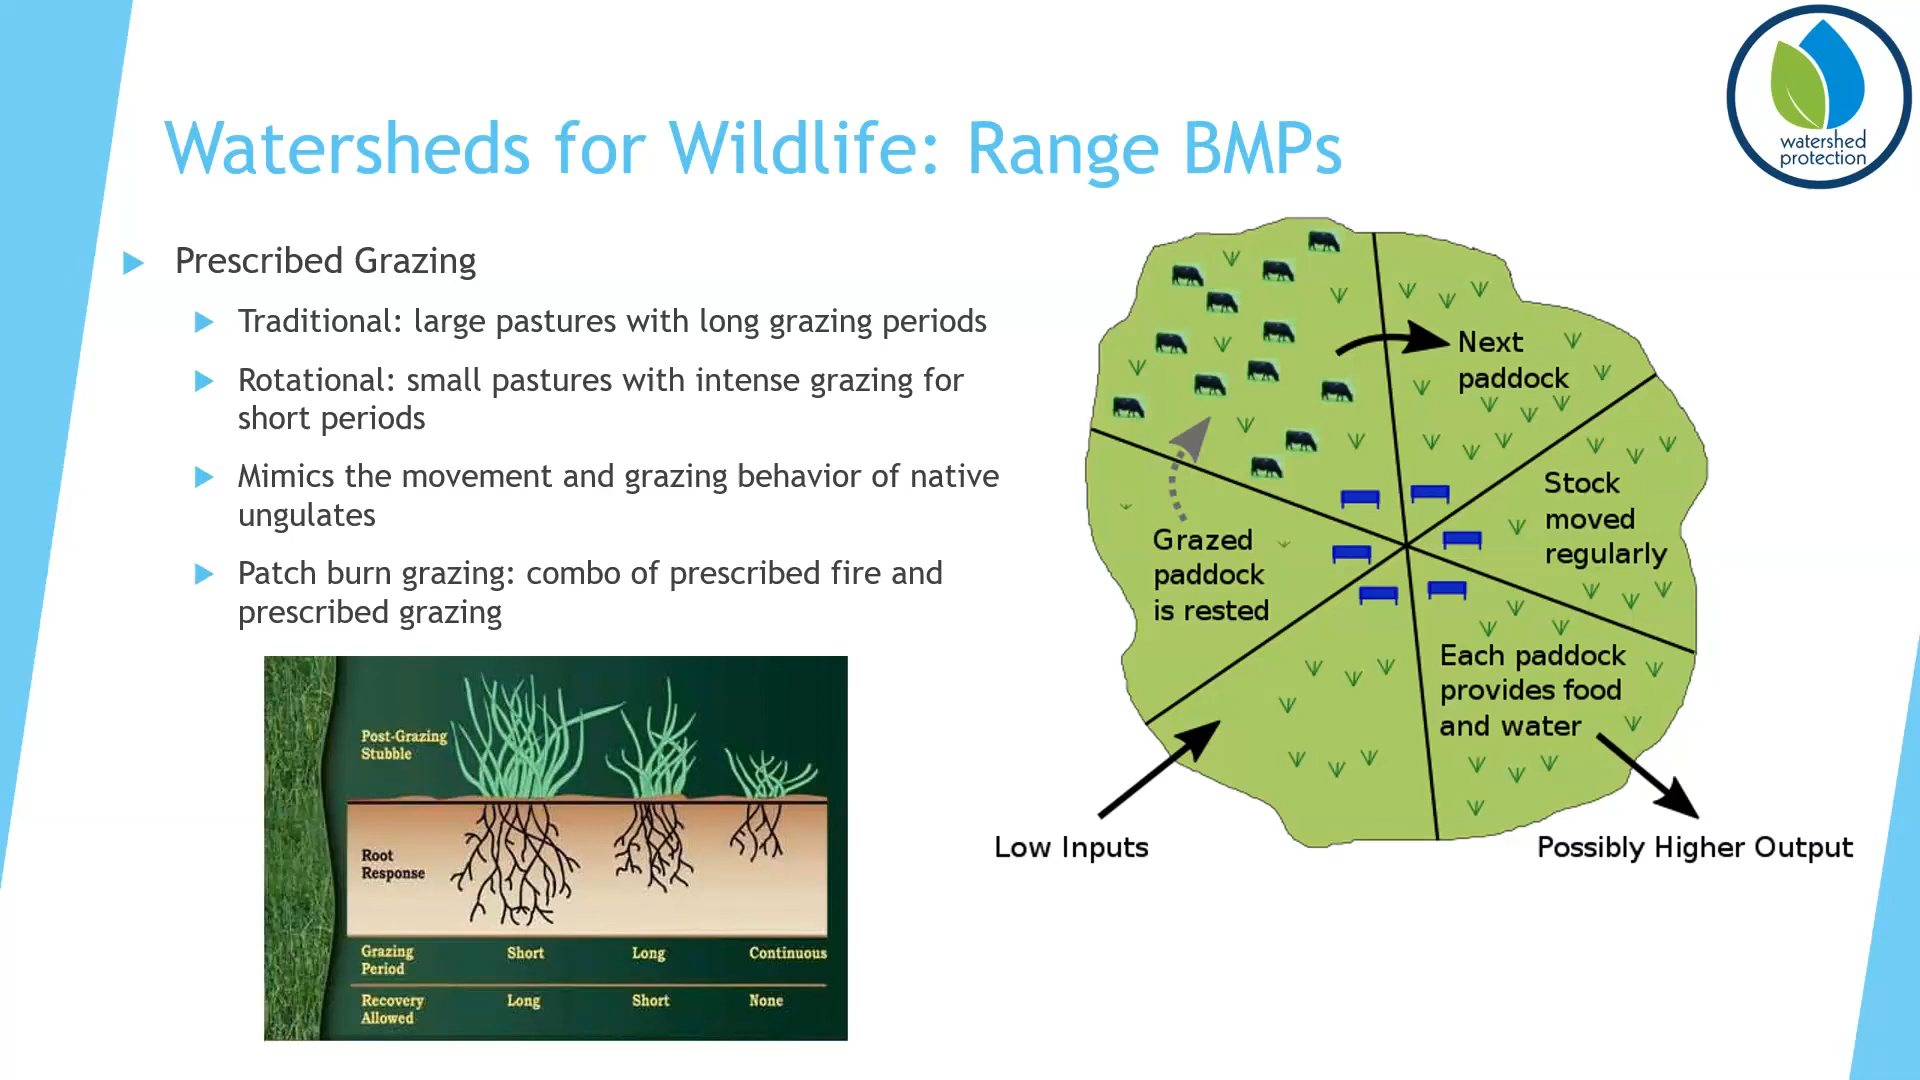 watershed
protection
Watersheds for Wildlife: Range BMPs
Prescribed Grazing
Traditional: large pastures with long grazing periods
Rotational: small pastures with intense grazing for
short periods
Mimics the movement and grazing behavior of native
ungulates
Patch burn grazing: combo of prescribed fire and
prescribed grazing
Post-Grazing
Stubble
Root
Response
Grazing
Period
Short
Long
Continuous
Recovery
Allowed
Long
Short
None
Next
paddock
Stock
moved
regularly
Grazed
paddock
is rested
Each paddock
provides food
and water
Low Inputs
Possibly Higher Output